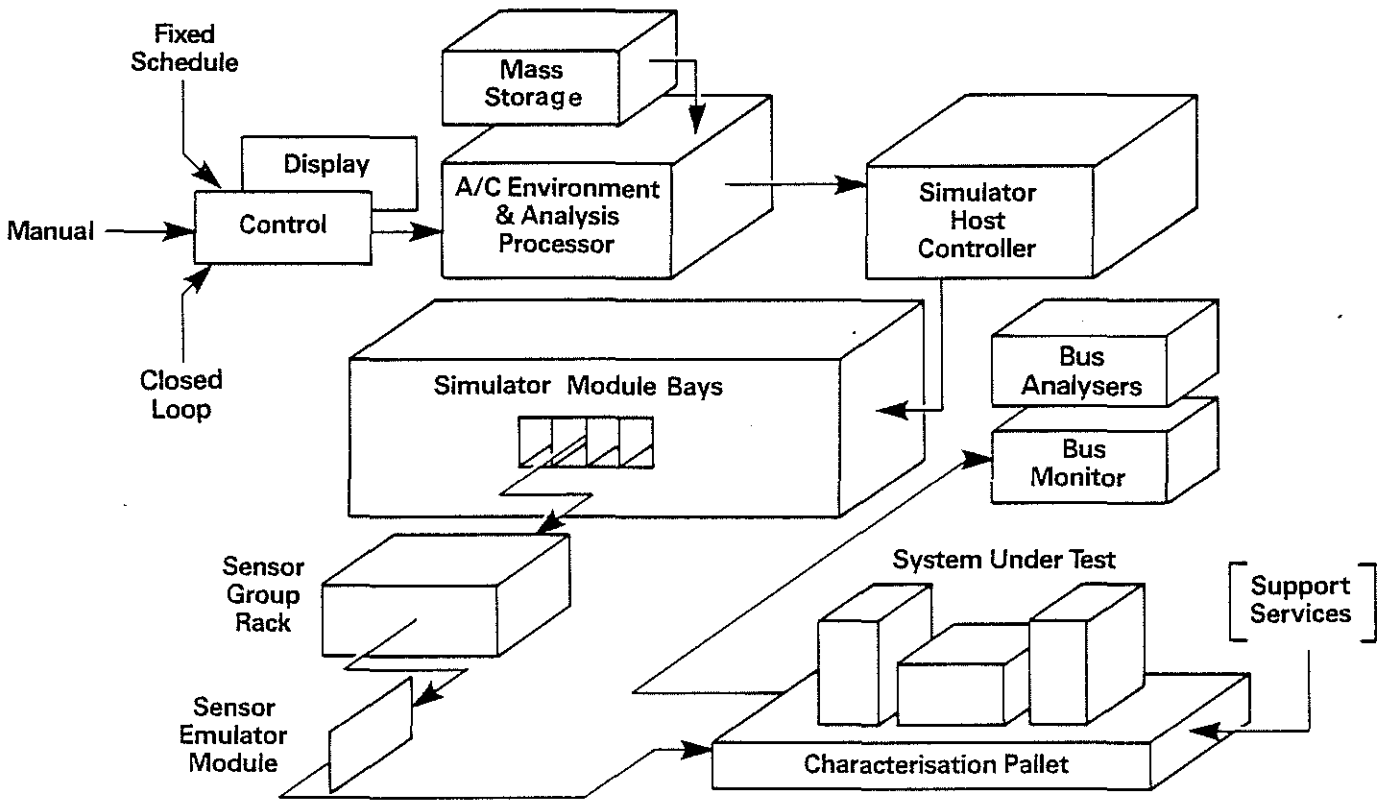 Fixed
Schedule
Mass
Storage
Display
A/C Environment
& Analysis
Processor
Simulator
Host
Controller
Manual
Control
Closed
Loop
Simulator Module Bays
Bus
Analysers
Bus
Monitor
Sensor
Group
Rack
System Under Test
Support
Services
Sensor
Emulator
Module
Characterisation Pallet